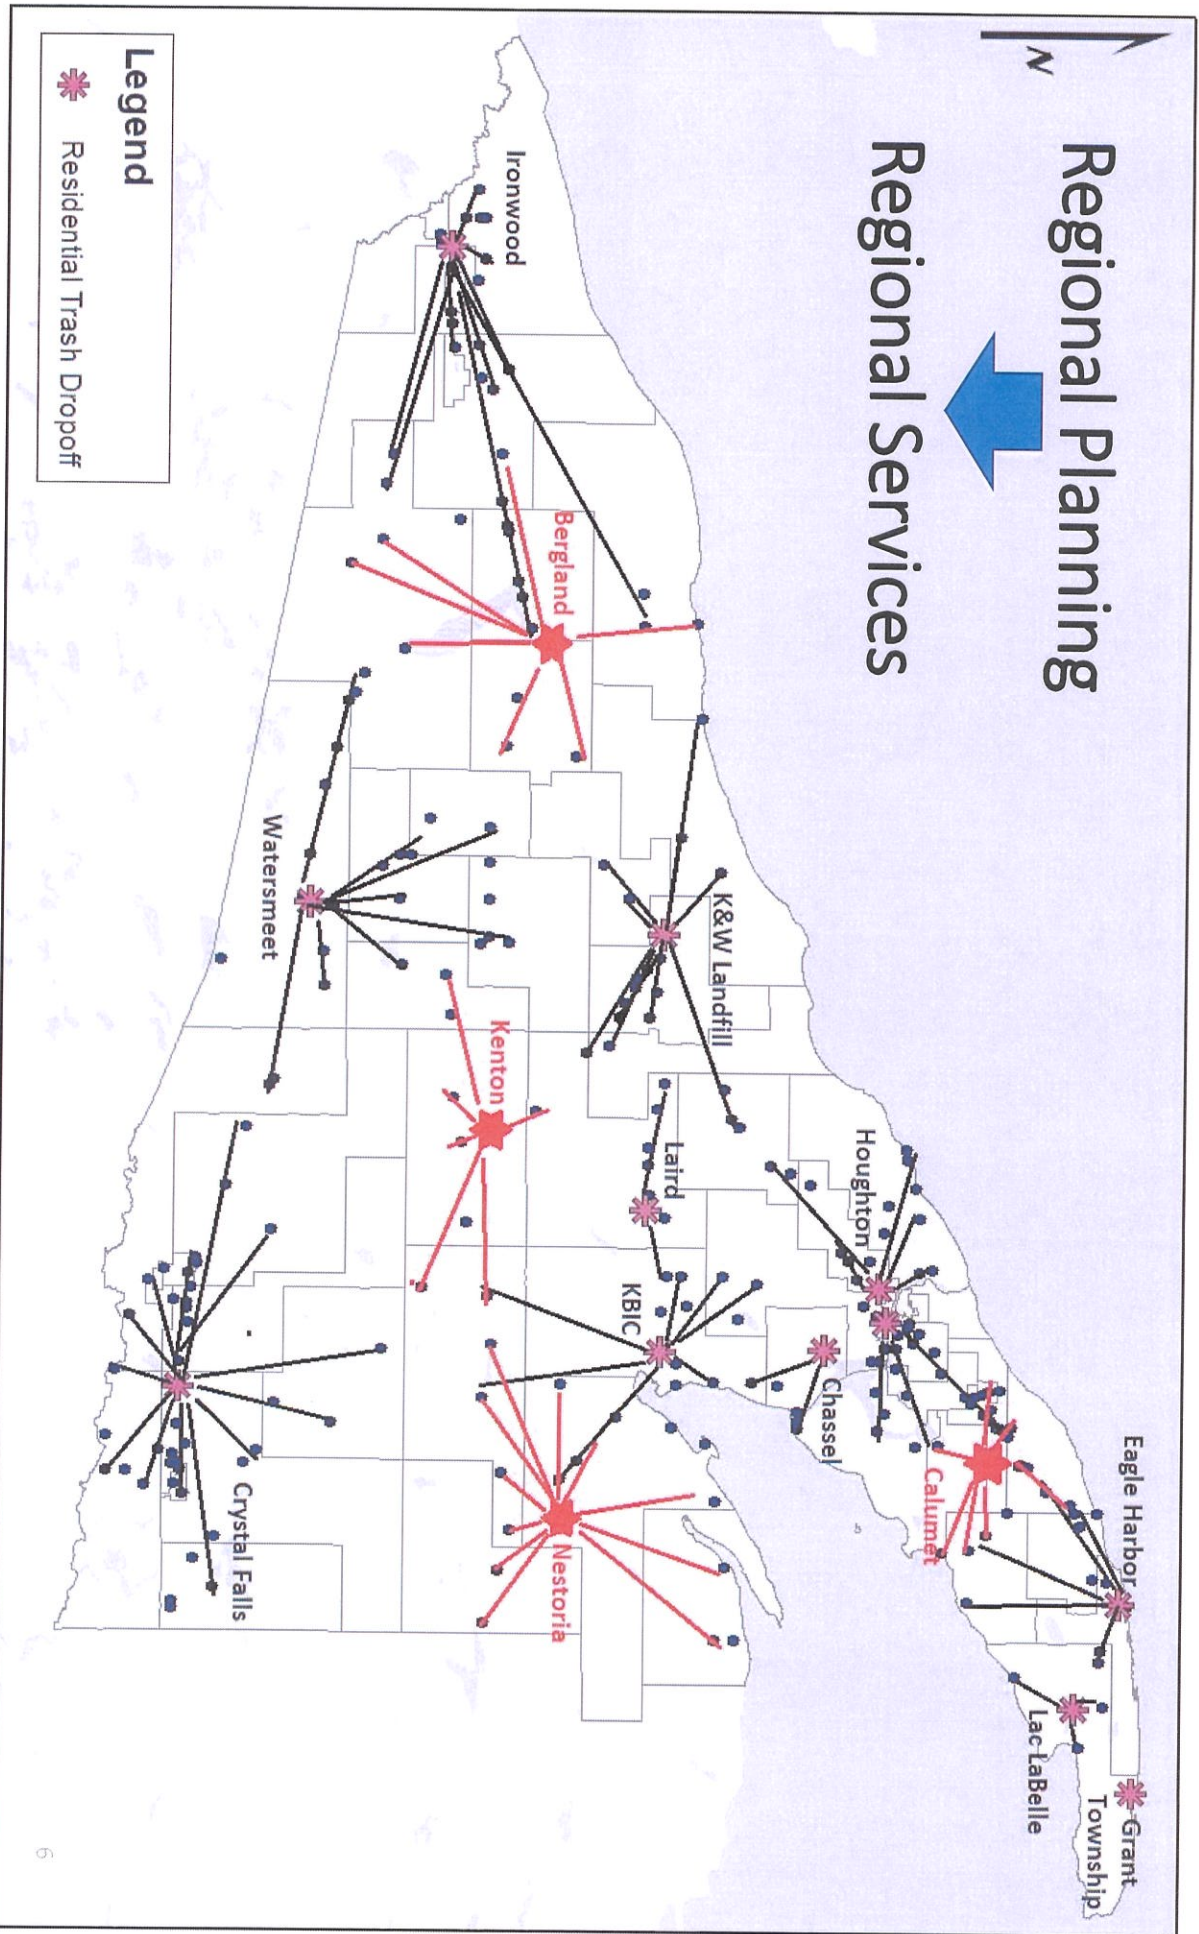 Regional Planning
Regional Services
N
Eagle Harbor
Grant
Township
Lac LaBelle
Calumet
Houghton
Chassel
K&W Landfill
Laird
KBIC
Ironwood
Bergland
Kenton
Nestoria
Watersmeet
Crystal Falls
Legend
Residential Trash Dropoff
6